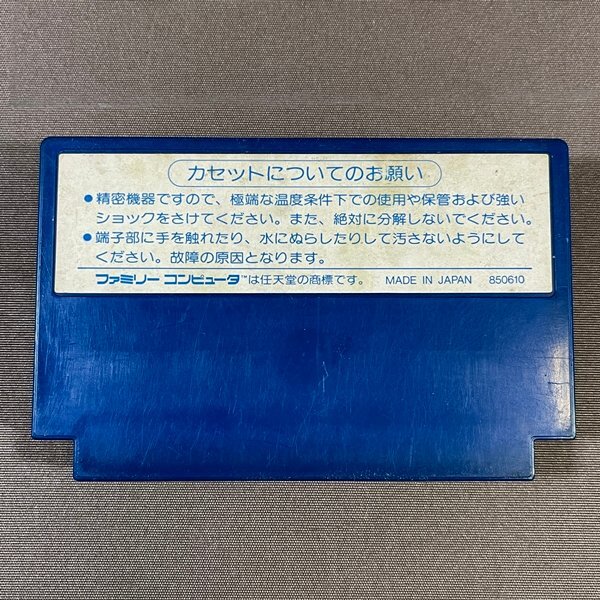 カセットについてのお願い
●精密機器ですので、極端な温度条件下での使用や保管および強い
ショックをさけてください。また、絶対に分解しないでください。
●端子部に手を触れたり、水にぬらしたりして汚さないようにして
ください。故障の原因となります。
ファミリー コンピュータ™は任天堂の商標です。 MADE IN JAPAN 850610